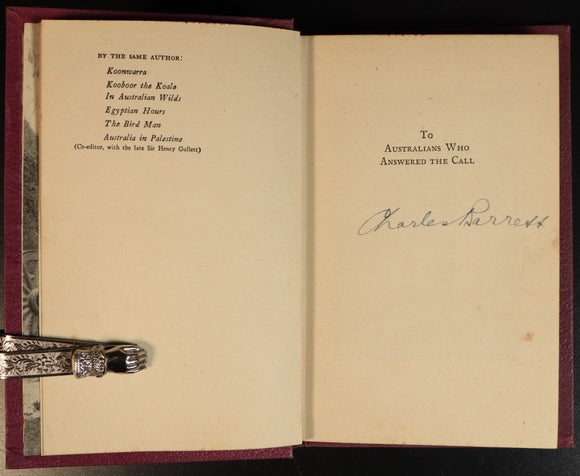 BY THE SAME AUTHOR:
Koonwarra
Kooboor the Koala
In Australian Wilds
Egyptian Hours
The Bird Man
Australia in Palestine
(Co-editor, with the late Sir Henry Gullett)
To
Australians Who
Answered the Call
Charles Barrett